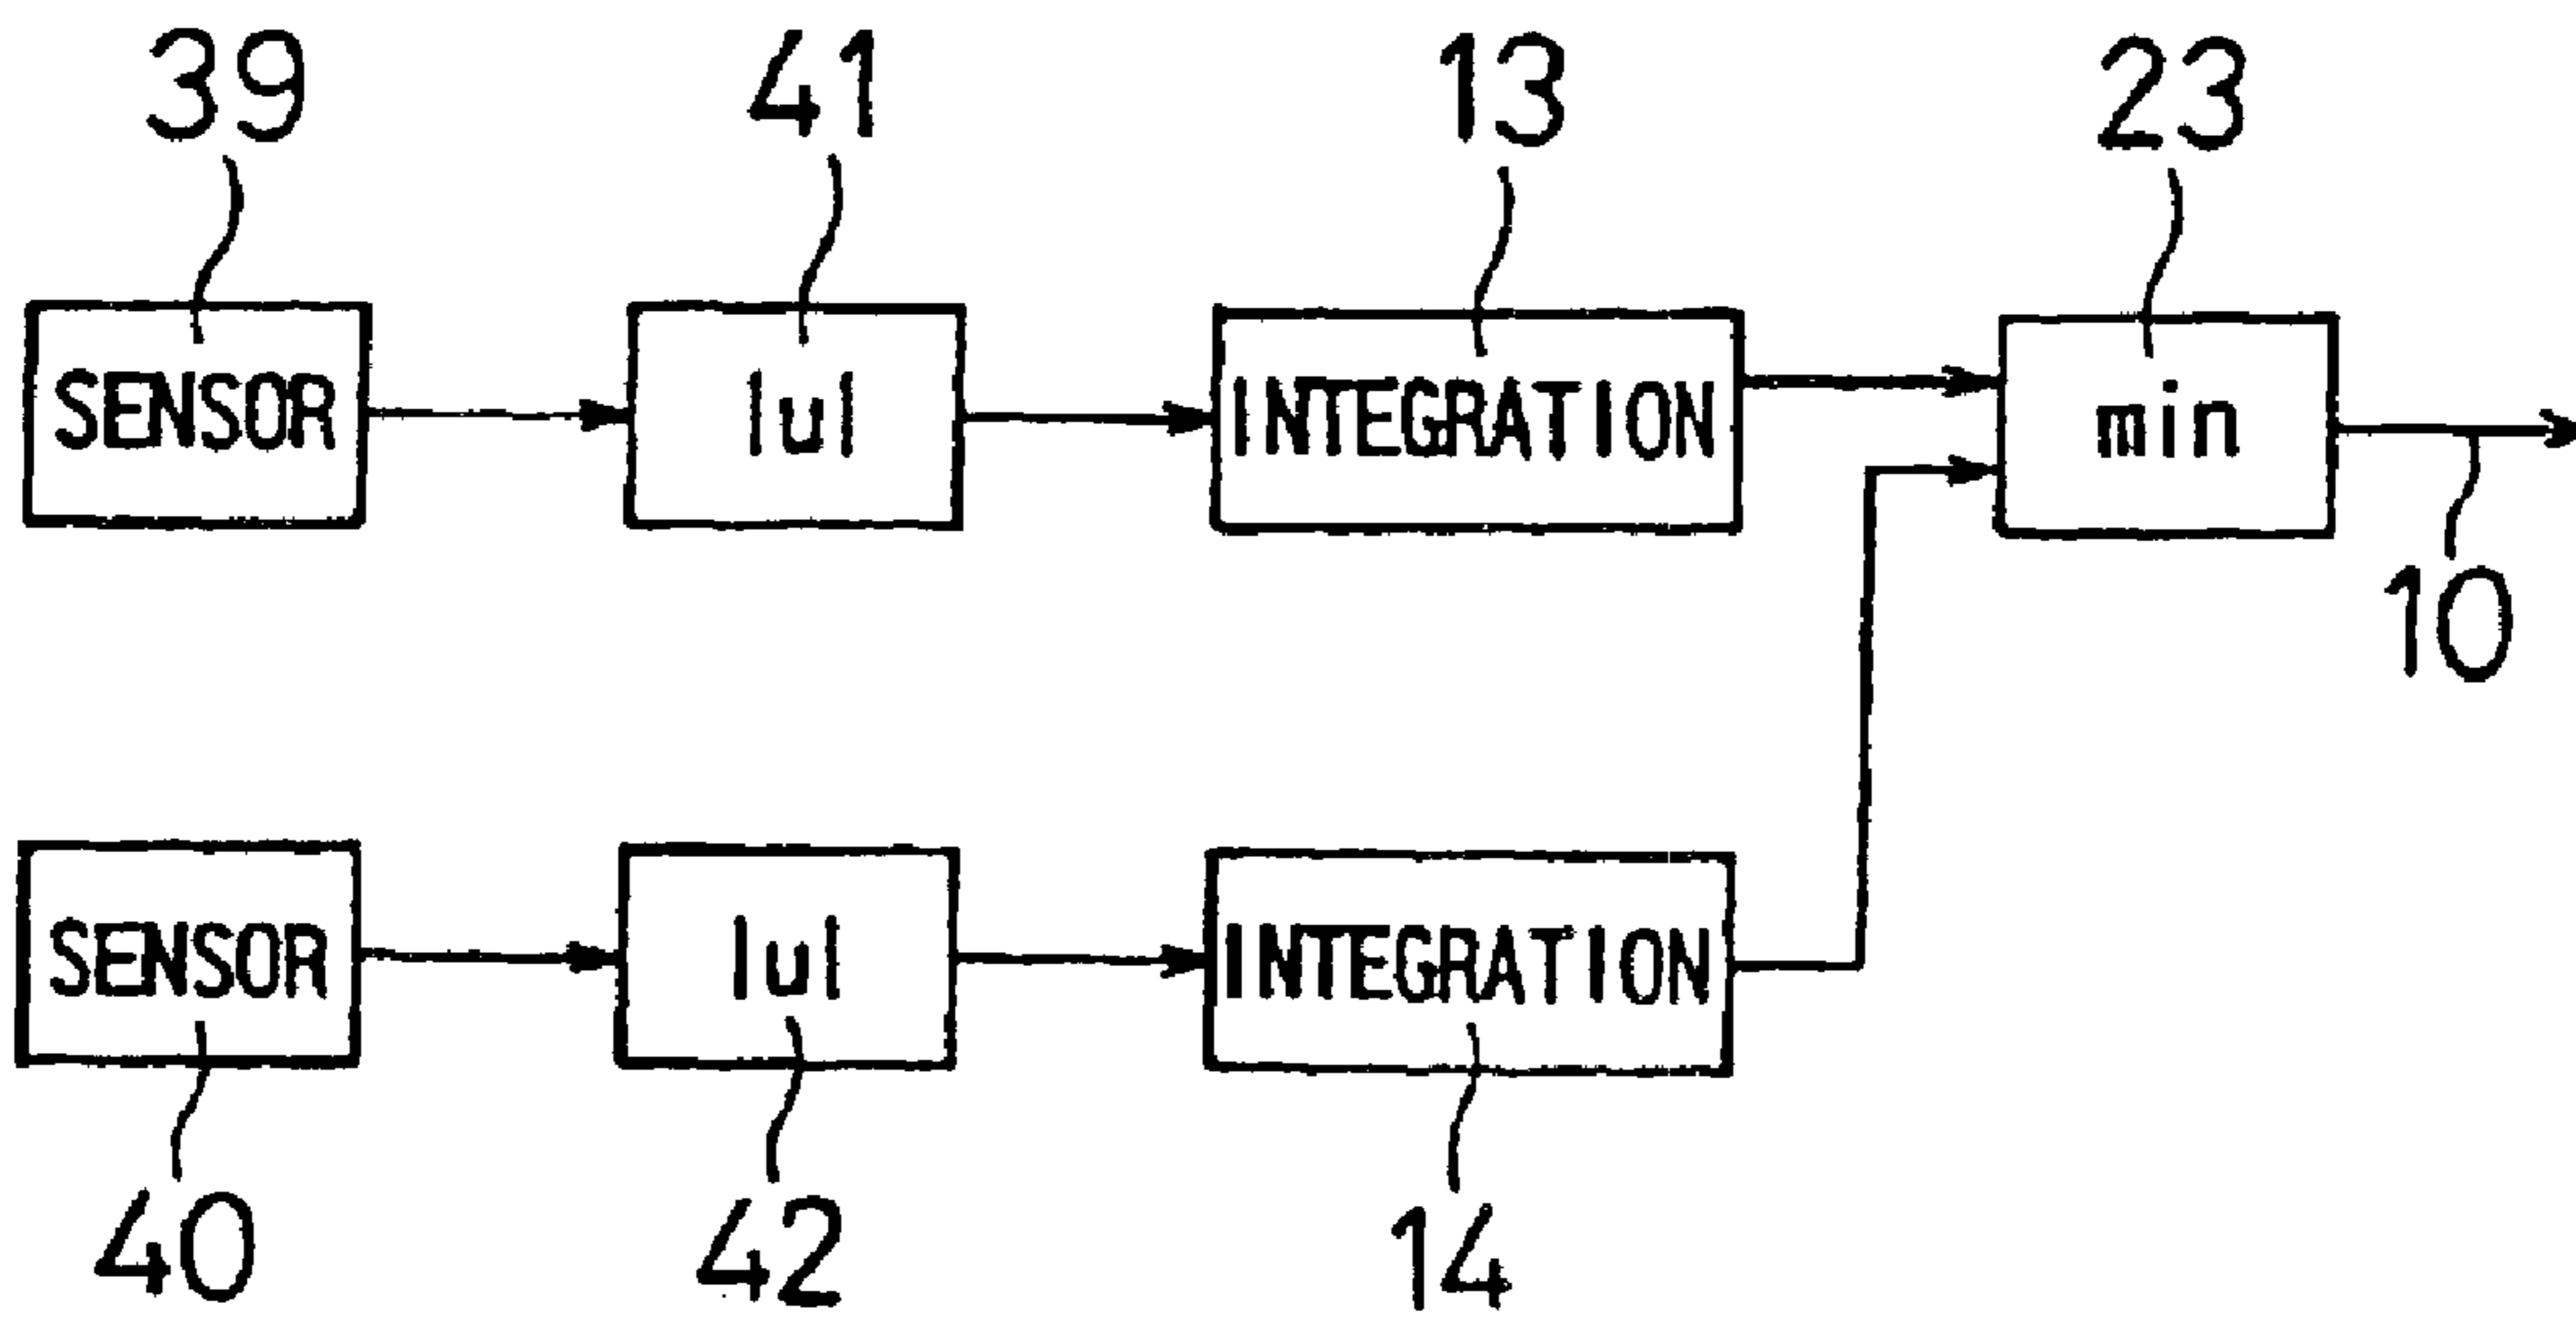 39 41 13 23
SENSOR |u| INTEGRATION min
10
SENSOR |u| INTEGRATION
40 42 14